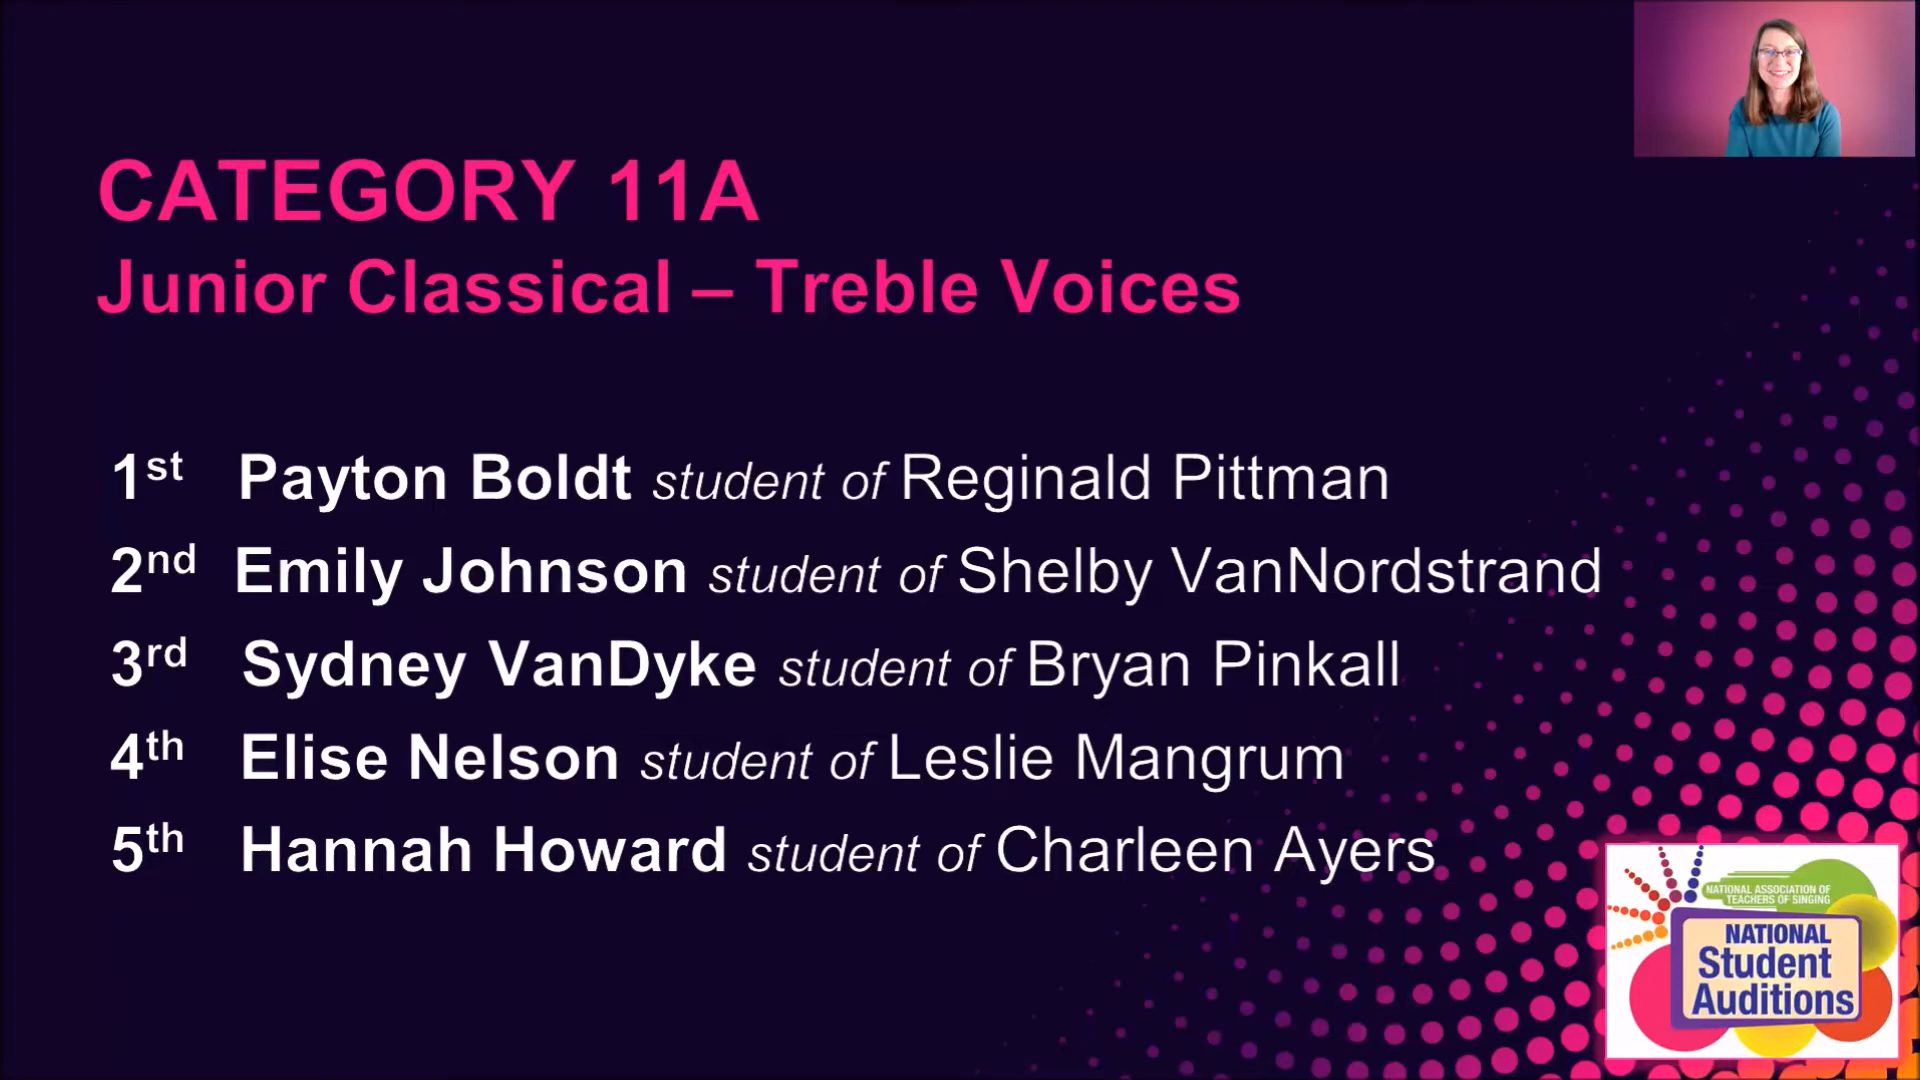 CATEGORY 11A
Junior Classical – Treble Voices
1st Payton Boldt student of Reginald Pittman
2nd Emily Johnson student of Shelby VanNordstrand
3rd Sydney VanDyke student of Bryan Pinkall
4th Elise Nelson student of Leslie Mangrum
5th Hannah Howard student of Charleen Ayers
NATIONAL ASSOCIATION OF
TEACHERS OF SINGING
NATIONAL
Student
Auditions